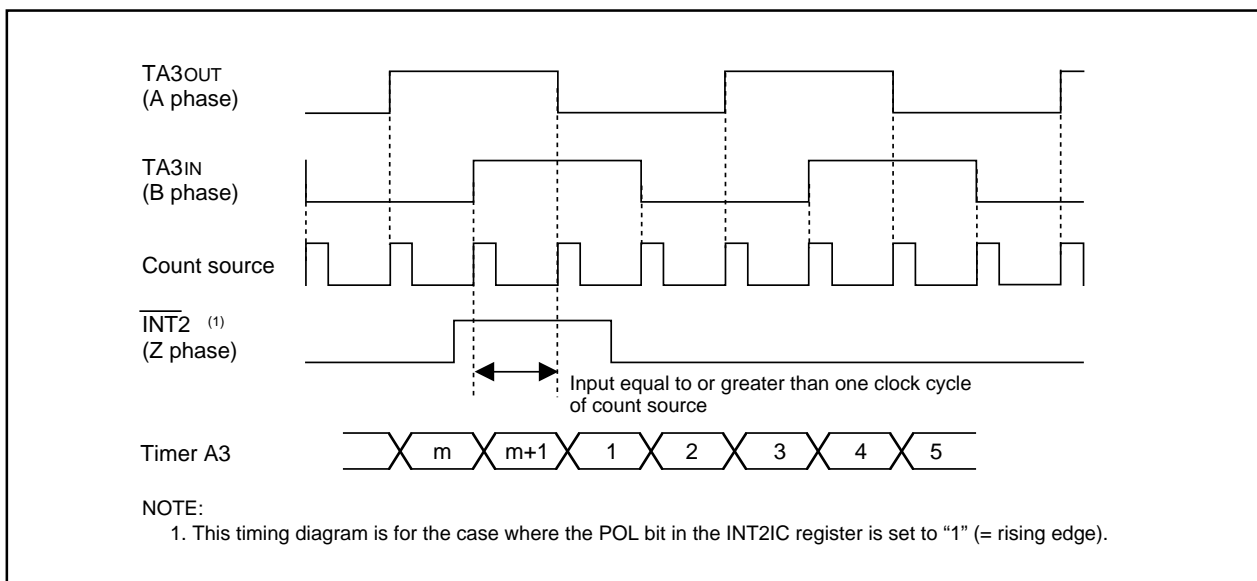 TA3OUT
(A phase)
TA3IN
(B phase)
Count source
INT2 (1)
(Z phase)
Input equal to or greater than one clock cycle
of count source
Timer A3
m
m+1
1
2
3
4
5
NOTE:
1. This timing diagram is for the case where the POL bit in the INT2IC register is set to “1” (= rising edge).